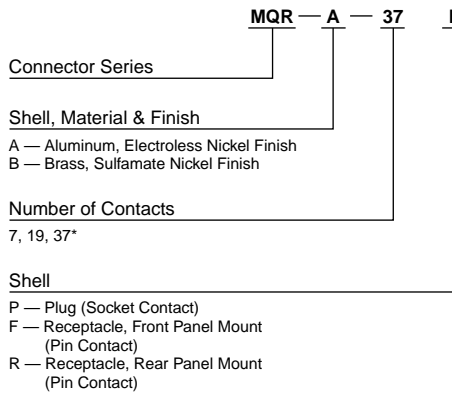 MQR — A — 37
Connector Series
Shell, Material & Finish
A — Aluminum, Electroless Nickel Finish
B — Brass, Sulfamate Nickel Finish
Number of Contacts
7, 19, 37*
Shell
P — Plug (Socket Contact)
F — Receptacle, Front Panel Mount
(Pin Contact)
R — Receptacle, Rear Panel Mount
(Pin Contact)